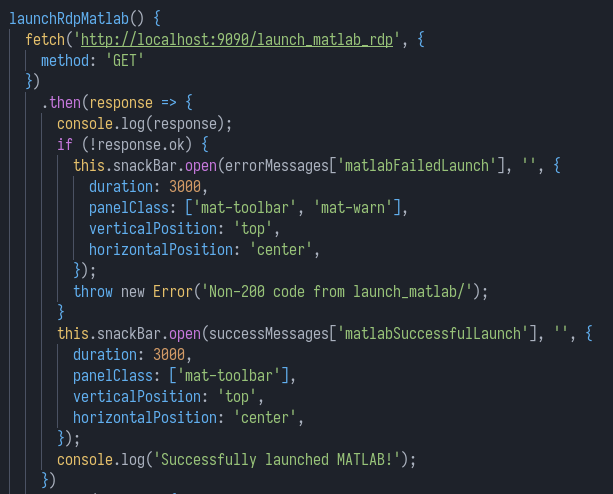 launchRdpMatlab() {
fetch('http://localhost:9090/launch_matlab_rdp', {
method: 'GET'
})
.then(response => {
console.log(response);
if (!response.ok) {
this.snackBar.open(errorMessages['matlabFailedLaunch'], '', {
duration: 3000,
panelClass: ['mat-toolbar', 'mat-warn'],
verticalPosition: 'top',
horizontalPosition: 'center',
});
throw new Error('Non-200 code from launch_matlab/');
}
this.snackBar.open(successMessages['matlabSuccessfulLaunch'], '', {
duration: 3000,
panelClass: ['mat-toolbar'],
verticalPosition: 'top',
horizontalPosition: 'center',
});
console.log('Successfully launched MATLAB!');
})